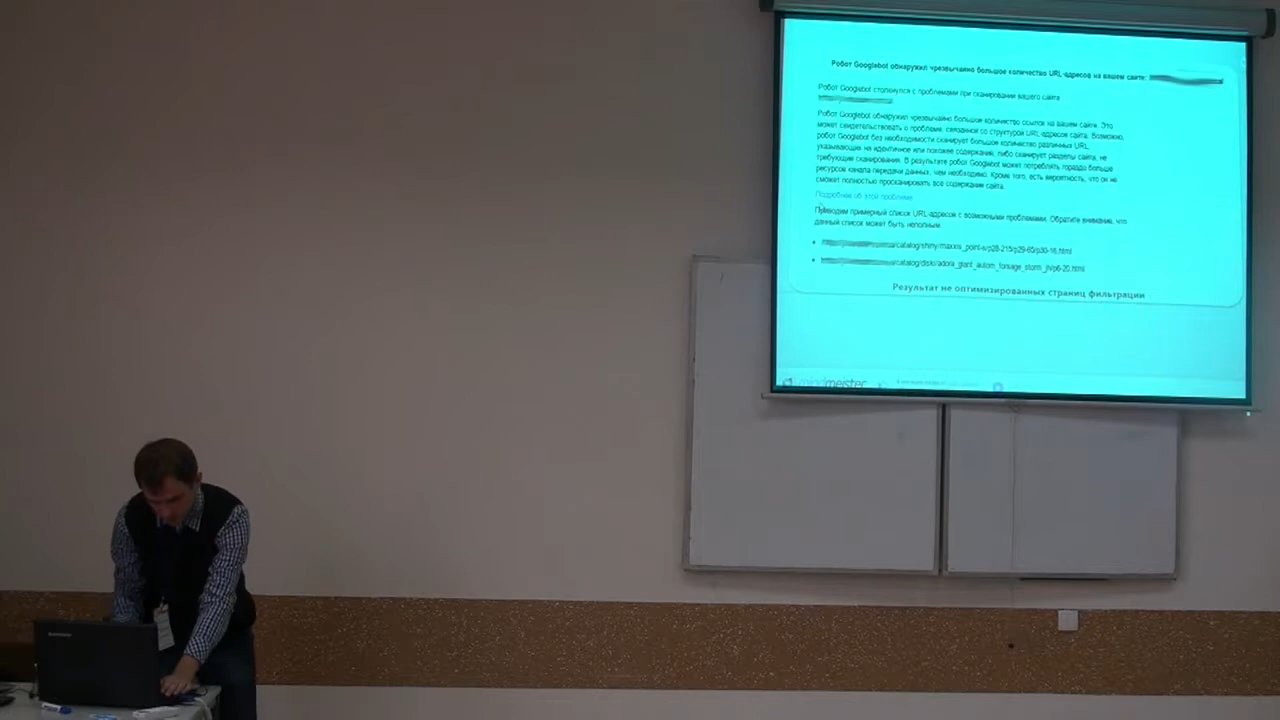 Робот Googlebot обнаружил чрезвычайно большое количество URL-адресов на вашем сайте:
Робот Googlebot столкнулся с проблемами при сканировании вашего сайта
Робот Googlebot обнаружил чрезвычайно большое количество ссылок на вашем сайте. Это
может свидетельствовать о проблеме, связанной со структурой URL-адресов сайта. Возможно,
робот Googlebot без необходимости сканирует большое количество различных URL,
указывающих на идентичное или похожее содержание, либо сканирует разделы сайта, не
требующие сканирования. В результате робот Googlebot может потреблять гораздо больше
ресурсов канала передачи данных, чем необходимо. Кроме того, есть вероятность, что он не
сможет полностью просканировать все содержание сайта.
Подробнее об этой проблеме
Приводим примерный список URL-адресов с возможными проблемами. Обратите внимание, что
данный список может быть неполным.
/catalog/shiny/maxxis_point-s/p28-215/p29-65/p30-16.html
/catalog/diski/adora_giant_autom_forsage_storm_jh/p6-20.html
Результат не оптимизированных страниц фильтрации
mindmeister